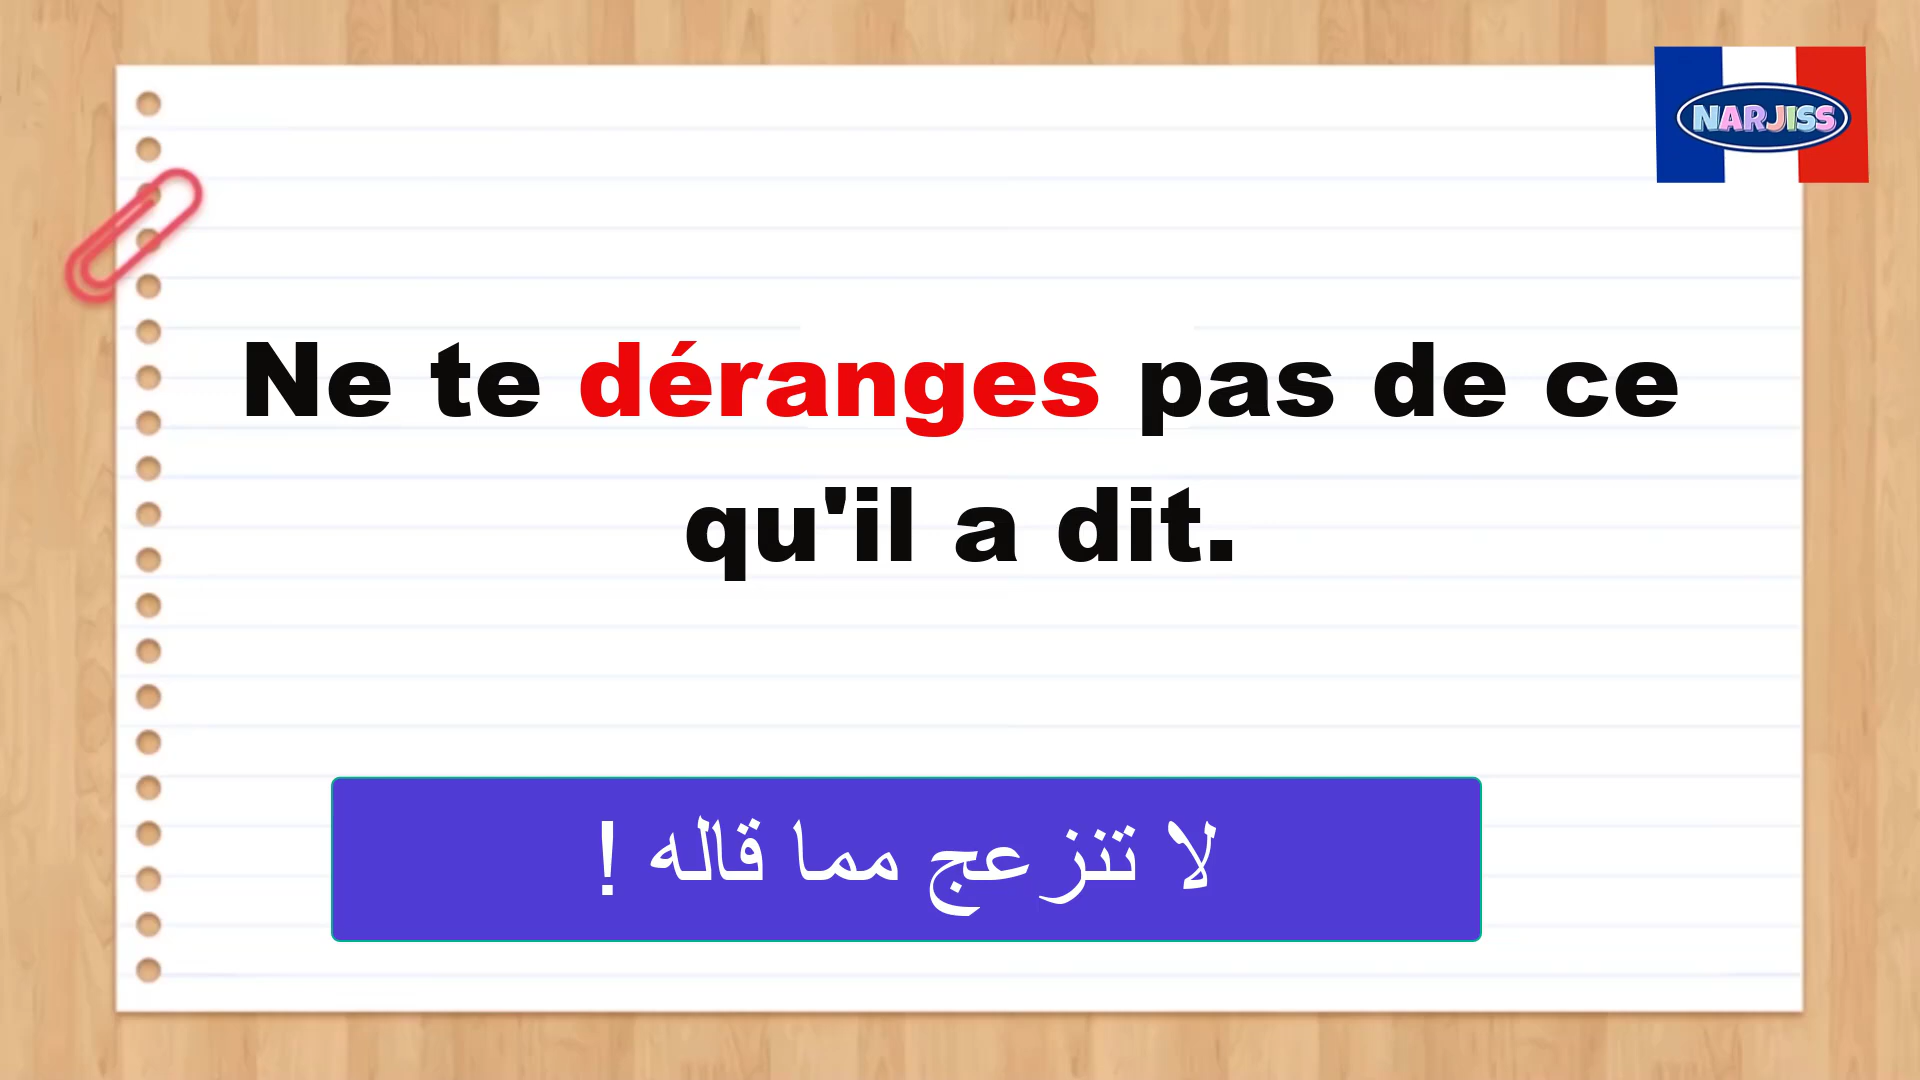 NARJISS
Ne te déranges pas de ce
qu'il a dit.
لا تنزعج مما قاله !